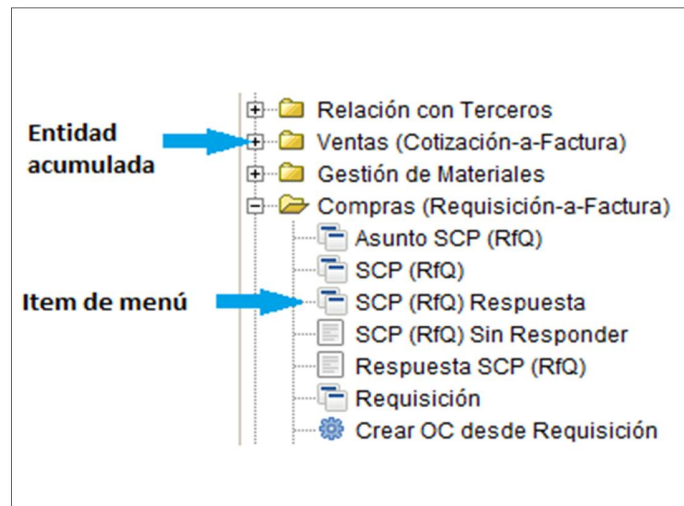 Relación con Terceros
Entidad
acumulada
Ventas (Cotización-a-Factura)
Gestión de Materiales
Compras (Requisición-a-Factura)
Asunto SCP (RfQ)
SCP (RfQ)
Item de menú
SCP (RfQ) Respuesta
SCP (RfQ) Sin Responder
Respuesta SCP (RfQ)
Requisición
Crear OC desde Requisición